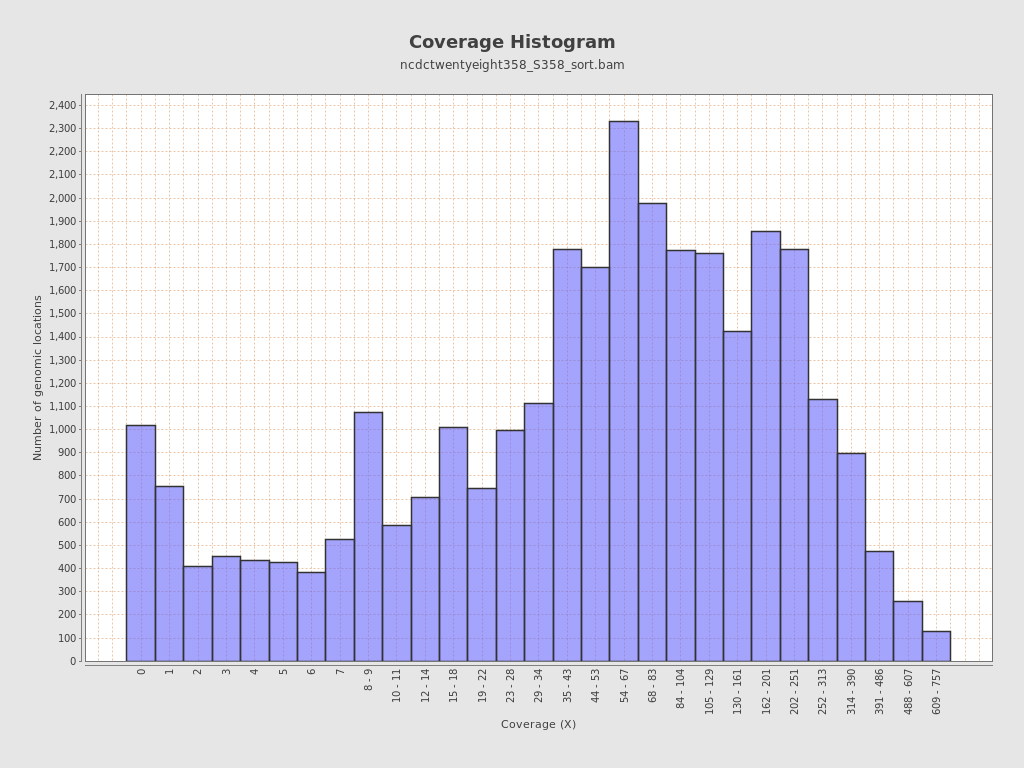 Coverage Histogram
ncdctwentyeight358_S358_sort.bam
Number of genomic locations
2,400
2,300
2,200
2,100
2,000
1,900
1,800
1,700
1,600
1,500
1,400
1,300
1,200
1,100
1,000
900
800
700
600
500
400
300
200
100
0
0
1
2
3
4
5
6
7
8 - 9
10 - 11
12 - 14
15 - 18
19 - 22
23 - 28
29 - 34
35 - 43
44 - 53
54 - 67
68 - 83
84 - 104
105 - 129
130 - 161
162 - 201
202 - 251
252 - 313
314 - 390
391 - 486
488 - 607
609 - 757
Coverage (X)